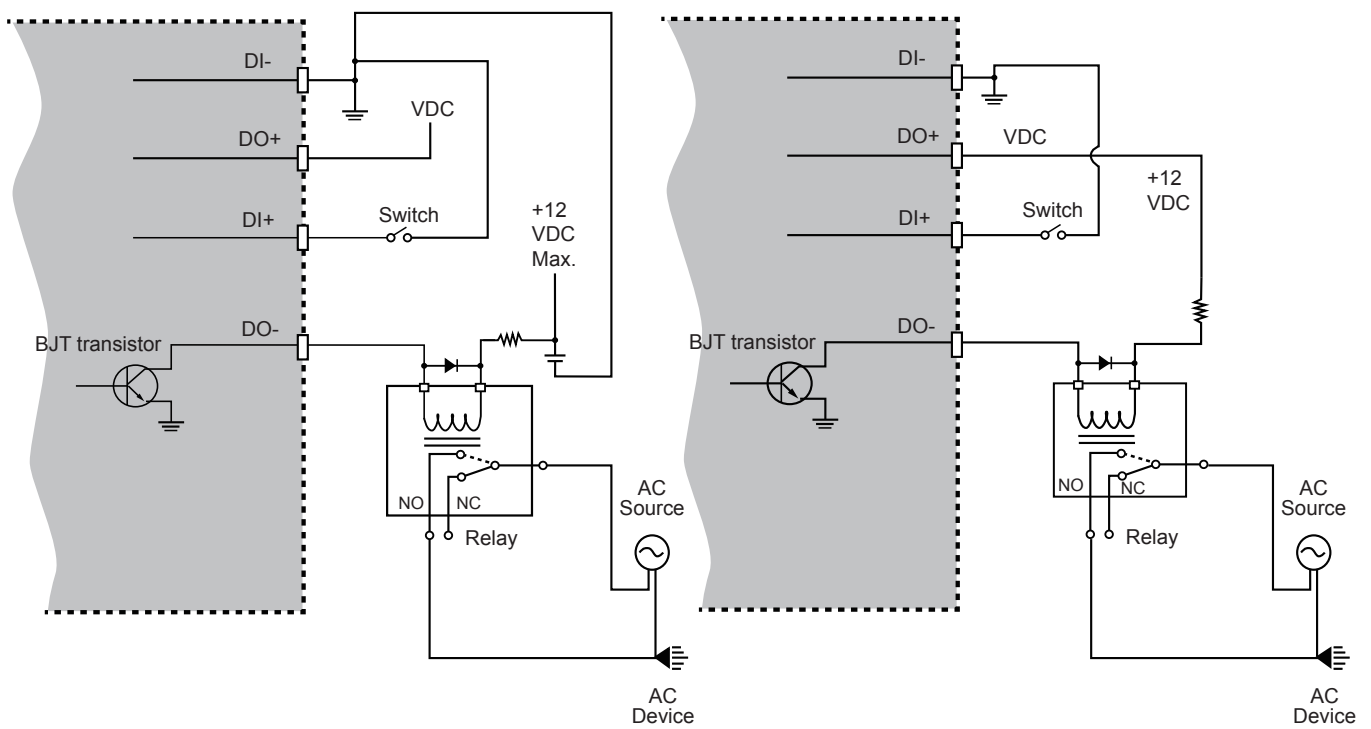 DI-
DO+
VDC
DI+
Switch
+12
VDC
Max.
DO-
BJT transistor
NO
NC
Relay
AC
Source
AC
Device
DI-
DO+
VDC
+12
VDC
DI+
Switch
DO-
BJT transistor
NO
NC
Relay
AC
Source
AC
Device